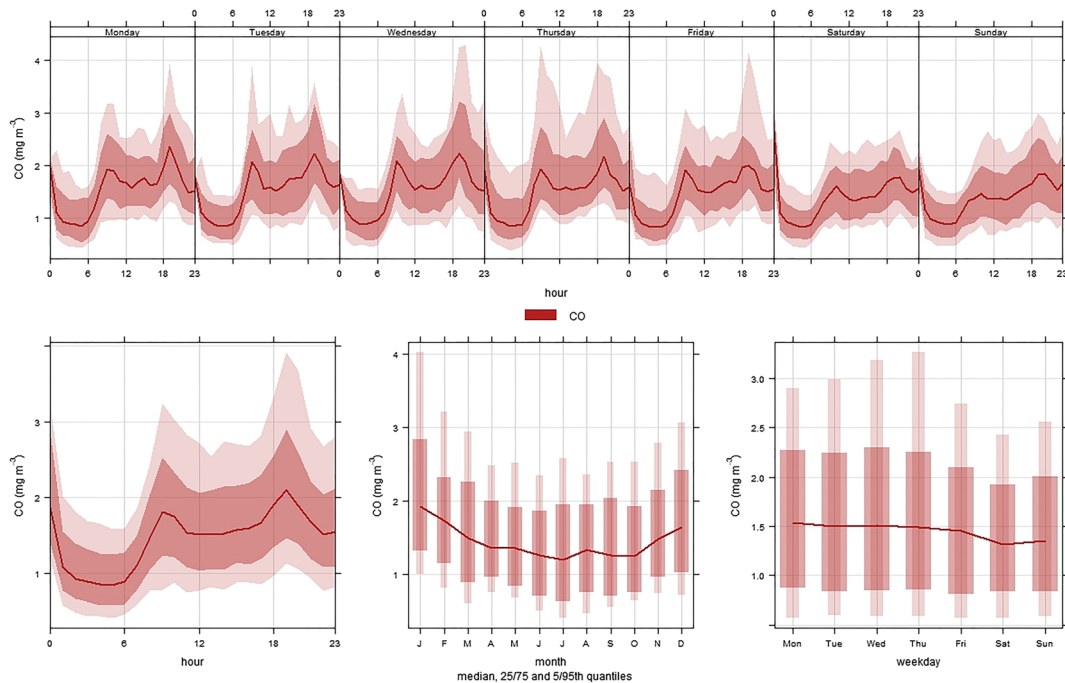 0 6 12 18 23 0 6 12 18 23 0 6 12 18 23
Monday Tuesday Wednesday Thursday Friday Saturday Sunday
4
3
2
1
CO (mg m⁻³)
0 6 12 18 23 0 6 12 18 23 0 6 12 18 23 0 6 12 18 23
hour
CO
3
2
1
CO (mg m⁻³)
0 6 12 18 23
hour
4
3
2
1
CO (mg m⁻³)
J F M A M J J A S O N D
month
median, 25/75 and 5/95th quantiles
3.0
2.5
2.0
1.5
1.0
CO (mg m⁻³)
Mon Tue Wed Thu Fri Sat Sun
weekday